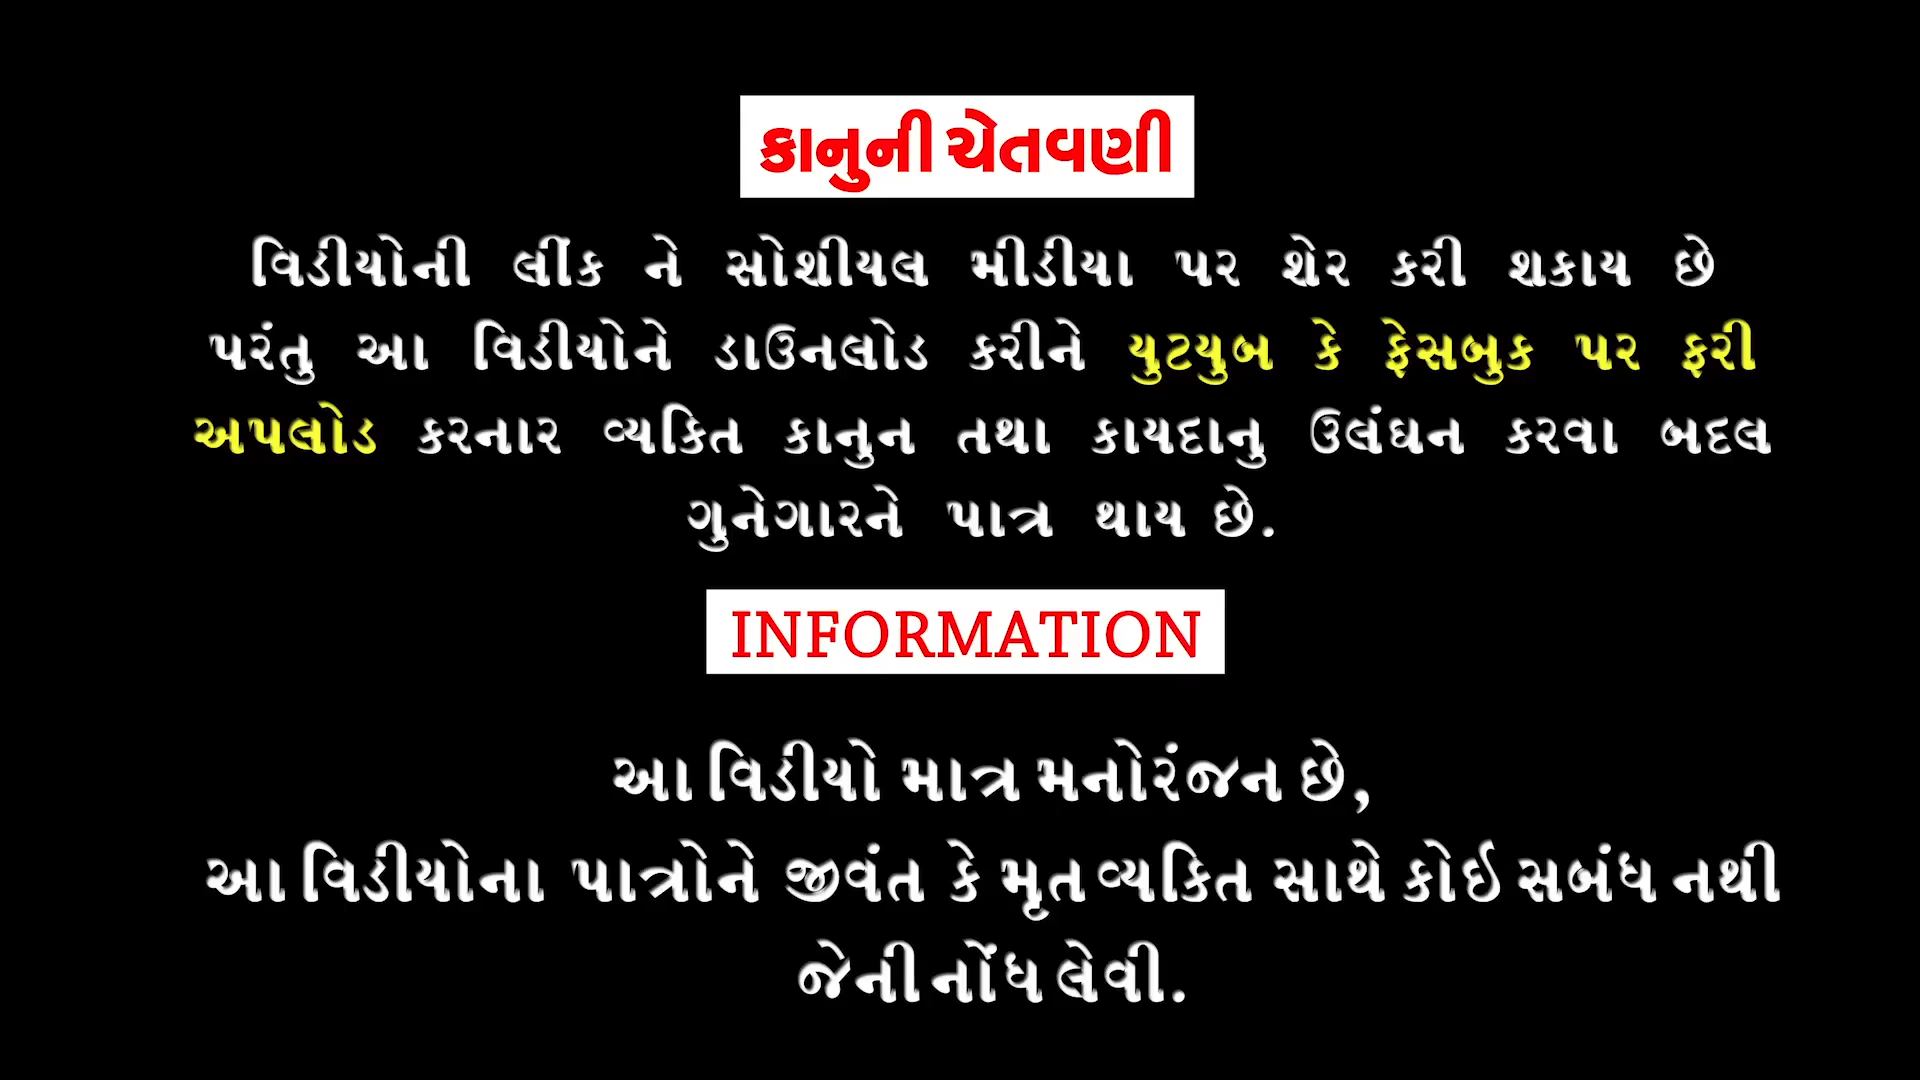 કાનુની ચેતવણી
વિડીયોની લીંક ને સોશીયલ મીડીયા પર શેર કરી શકાય છે
પરંતુ આ વિડીયોને ડાઉનલોડ કરીને યુટયુબ કે ફેસબુક પર ફરી
અપલોડ કરનાર વ્યકિત કાનુન તથા કાયદાનુ ઉલંઘન કરવા બદલ
ગુનેગારને પાત્ર થાય છે.
INFORMATION
આ વિડીયો માત્ર મનોરંજન છે,
આ વિડીયોના પાત્રોને જીવંત કે મૃત વ્યકિત સાથે કોઇ સબંધ નથી
જેની નોંધ લેવી.